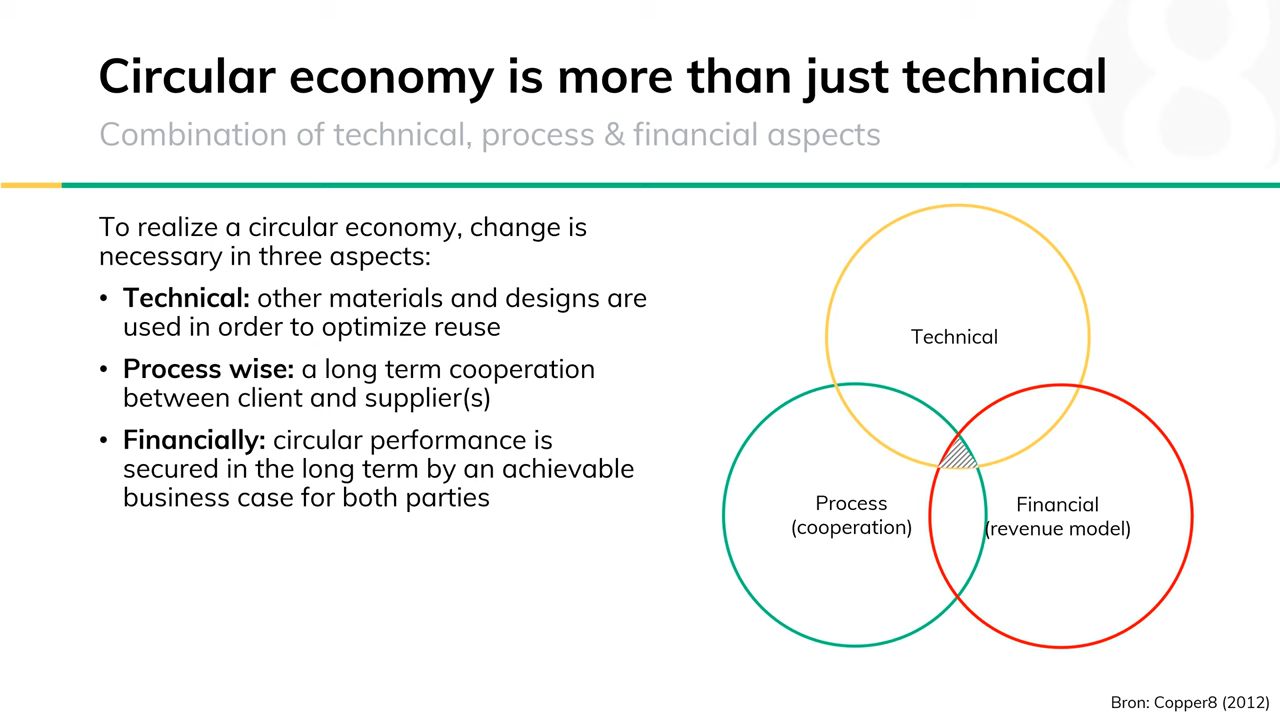 Circular economy is more than just technical
Combination of technical, process & financial aspects
To realize a circular economy, change is
necessary in three aspects:
• Technical: other materials and designs are
used in order to optimize reuse
• Process wise: a long term cooperation
between client and supplier(s)
• Financially: circular performance is
secured in the long term by an achievable
business case for both parties
Technical
Process
(cooperation)
Financial
(revenue model)
Bron: Copper8 (2012)
8